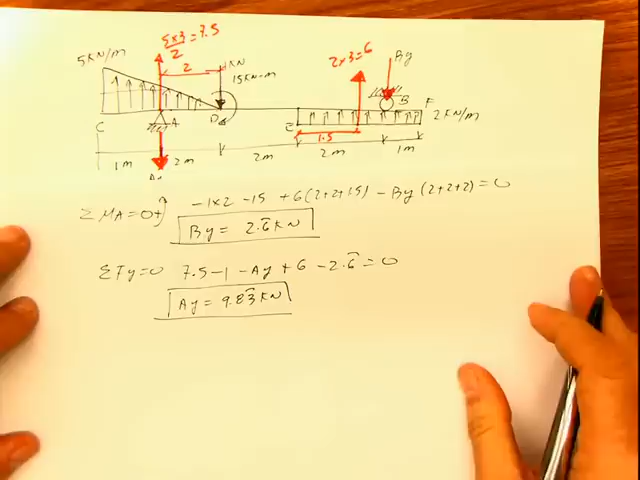 5×3/2 = 7.5
5KN/m
2
1KN
15KN-m
2×3=6
By
C
A
D
E
B
F
2KN/m
1.5
1m
2m
2m
2m
1m
ΣMA=0+ -1×2 -15 +6(2+2+1.5) - By(2+2+2)=0
By = 2.6̄ KN
ΣFy=0 7.5-1-Ay+6-2.6̄=0
Ay = 9.83̄ KN